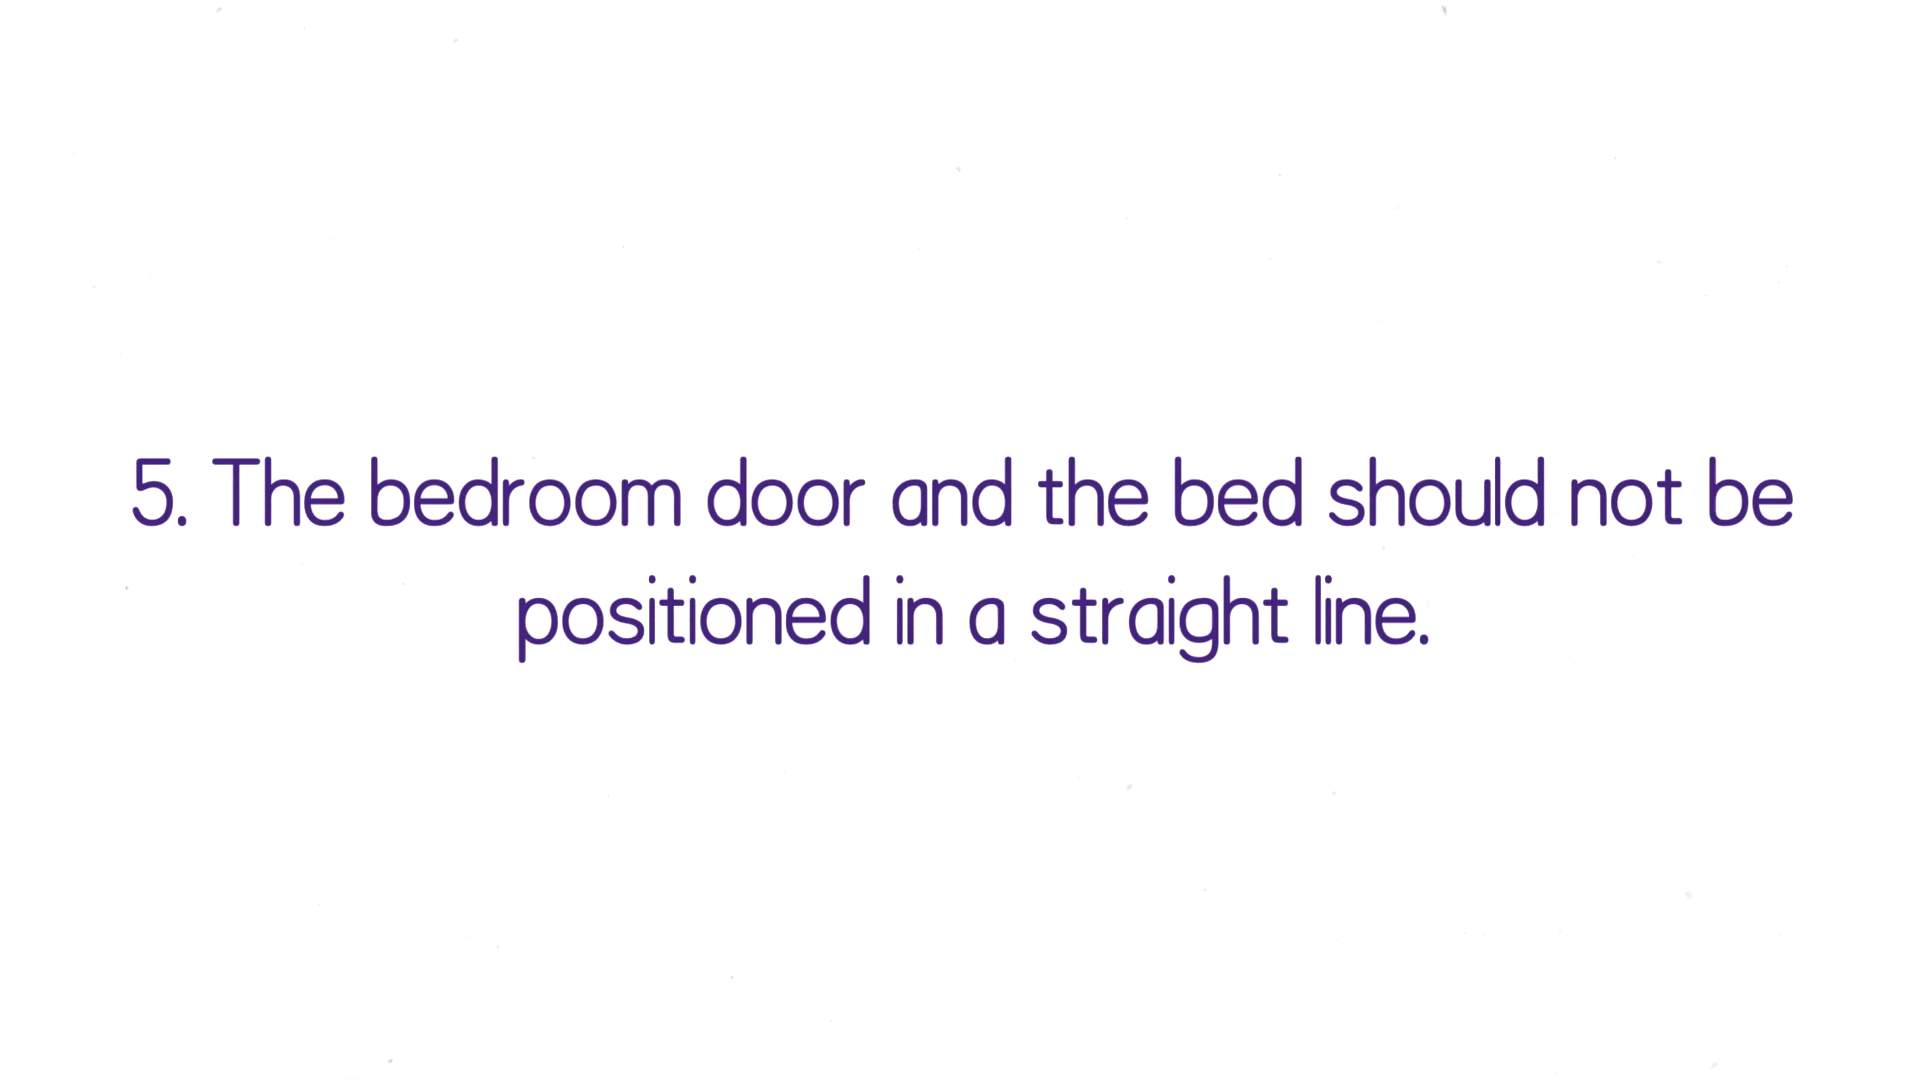 5. The bedroom door and the bed should not be
positioned in a straight line.